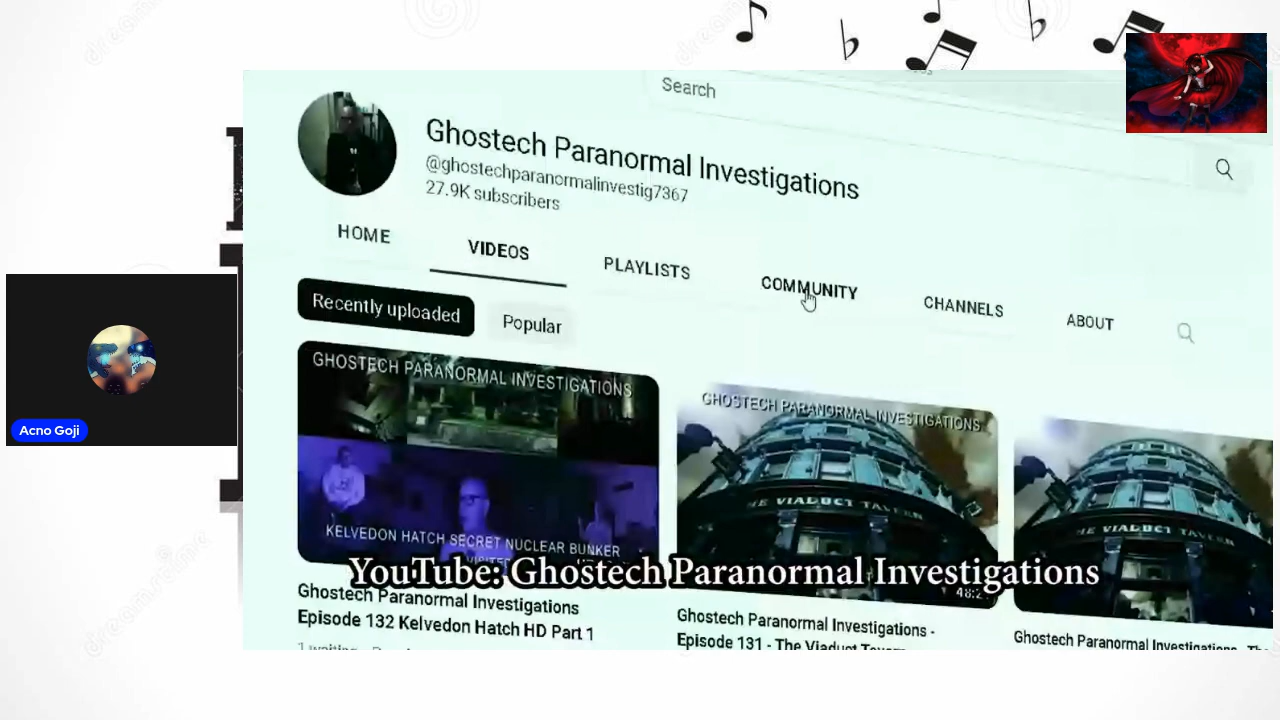 Search
Ghostech Paranormal Investigations
@ghostechparanormalinvestig7367
27.9K subscribers
HOME
VIDEOS
PLAYLISTS
COMMUNITY
CHANNELS
ABOUT
Recently uploaded
Popular
GHOSTECH PARANORMAL INVESTIGATIONS
KELVEDON HATCH SECRET NUCLEAR BUNKER
GHOSTECH PARANORMAL INVESTIGATIONS
THE VIADUCT TAVERN
THE VIADUCT TAVERN
Acno Goji
YouTube: Ghostech Paranormal Investigations
Ghostech Paranormal Investigations
Episode 132 Kelvedon Hatch HD Part 1
Ghostech Paranormal Investigations -
Episode 131 - The Viaduct
Ghostech Paranormal Investigations -
dreamstime